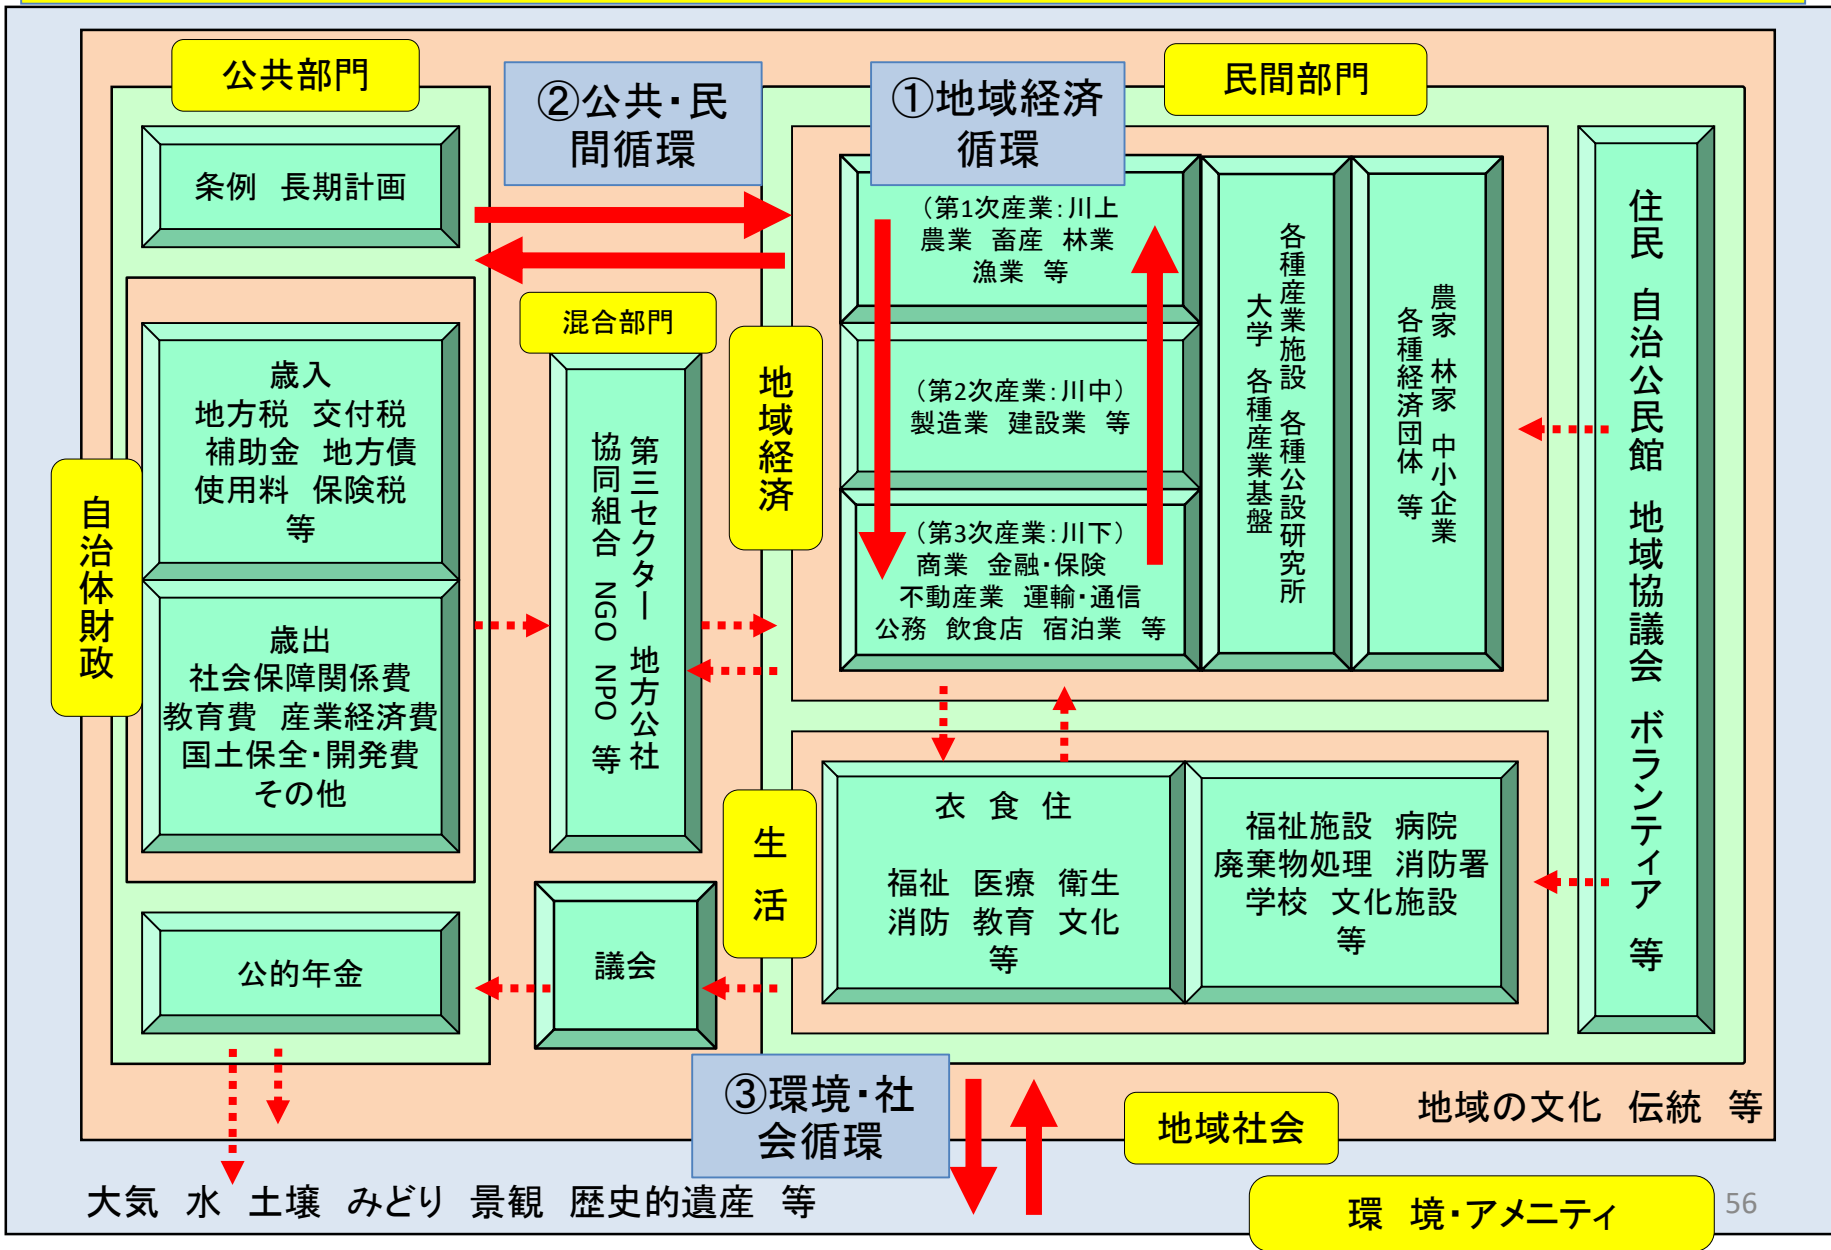 公共部門
②公共・民
間循環
①地域経済
循環
民間部門
条例 長期計画
歳入
地方税 交付税
補助金 地方債
使用料 保険税
等
歳出
社会保障関係費
教育費 産業経済費
国土保全・開発費
その他
自治体財政
公的年金
混合部門
第三セクター 地方公社
協同組合 NGO NPO 等
議会
地域経済
(第1次産業:川上
農業 畜産 林業
漁業 等
(第2次産業:川中)
製造業 建設業 等
(第3次産業:川下)
商業 金融・保険
不動産業 運輸・通信
公務 飲食店 宿泊業 等
各種産業施設 各種公設研究所
大学 各種産業基盤
農家 林家 中小企業
各種経済団体 等
住民 自治公民館 地域協議会 ボランティア 等
生活
衣 食 住
福祉 医療 衛生
消防 教育 文化
等
福祉施設 病院
廃棄物処理 消防署
学校 文化施設
等
③環境・社
会循環
地域社会
地域の文化 伝統 等
大気 水 土壌 みどり 景観 歴史的遺産 等
環 境・アメニティ
56